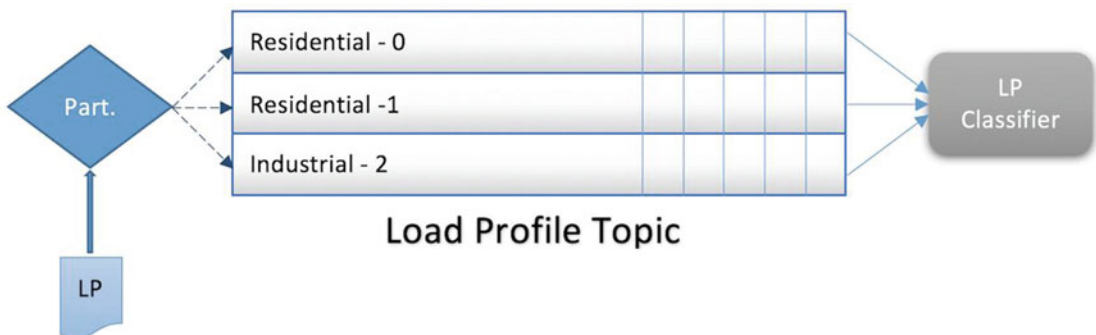 Residential - 0
Part.
Residential -1
LP
Classifier
Industrial - 2
Load Profile Topic
LP